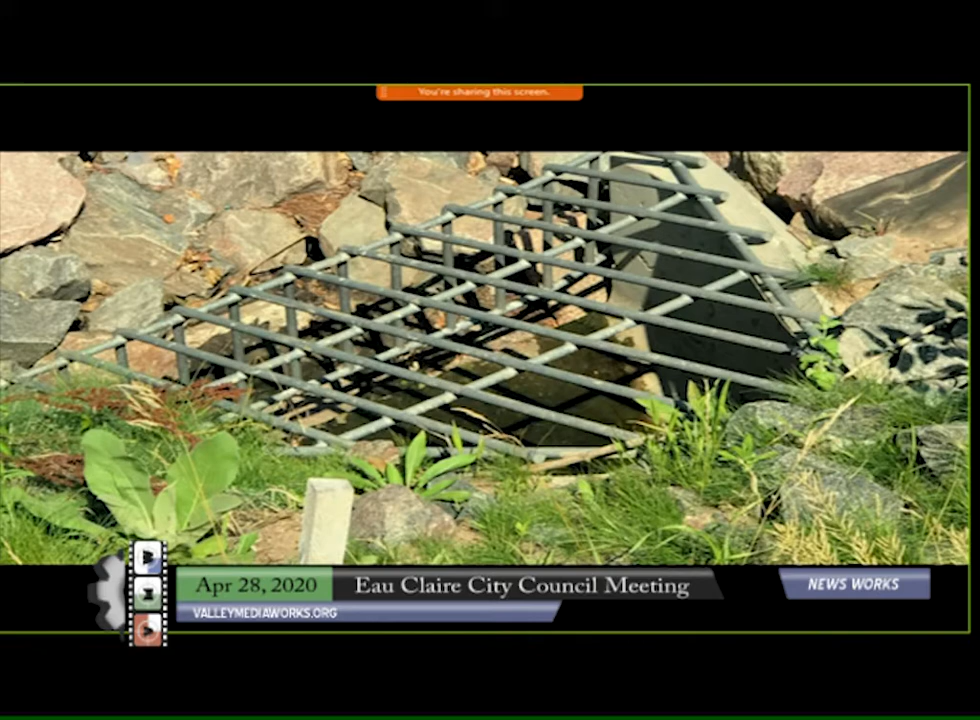 You're sharing this screen.
Apr 28, 2020
Eau Claire City Council Meeting
NEWS WORKS
VALLEYMEDIAWORKS.ORG